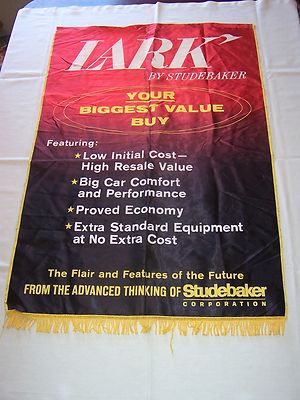 LARK'
BY STUDEBAKER
YOUR
BIGGEST VALUE
BUY
Featuring:
★Low Initial Cost—
High Resale Value
★Big Car Comfort
and Performance
★Proved Economy
★Extra Standard Equipment
at No Extra Cost
The Flair and Features of the Future
FROM THE ADVANCED THINKING OF Studebaker
CORPORATION